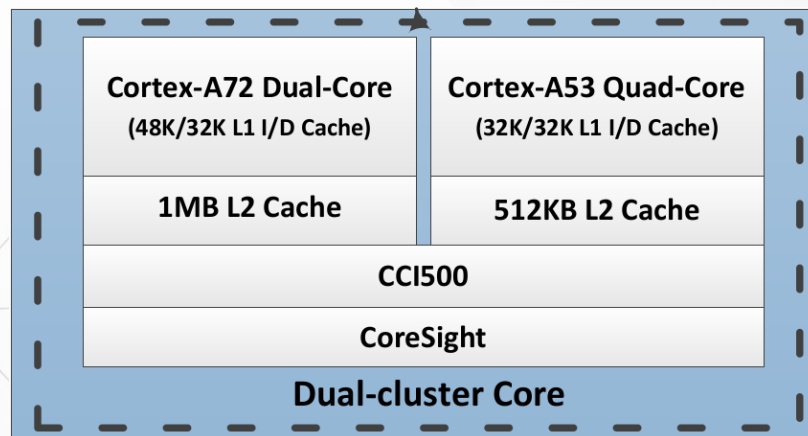 Cortex-A72 Dual-Core
(48K/32K L1 I/D Cache)
Cortex-A53 Quad-Core
(32K/32K L1 I/D Cache)
1MB L2 Cache
512KB L2 Cache
CCI500
CoreSight
Dual-cluster Core